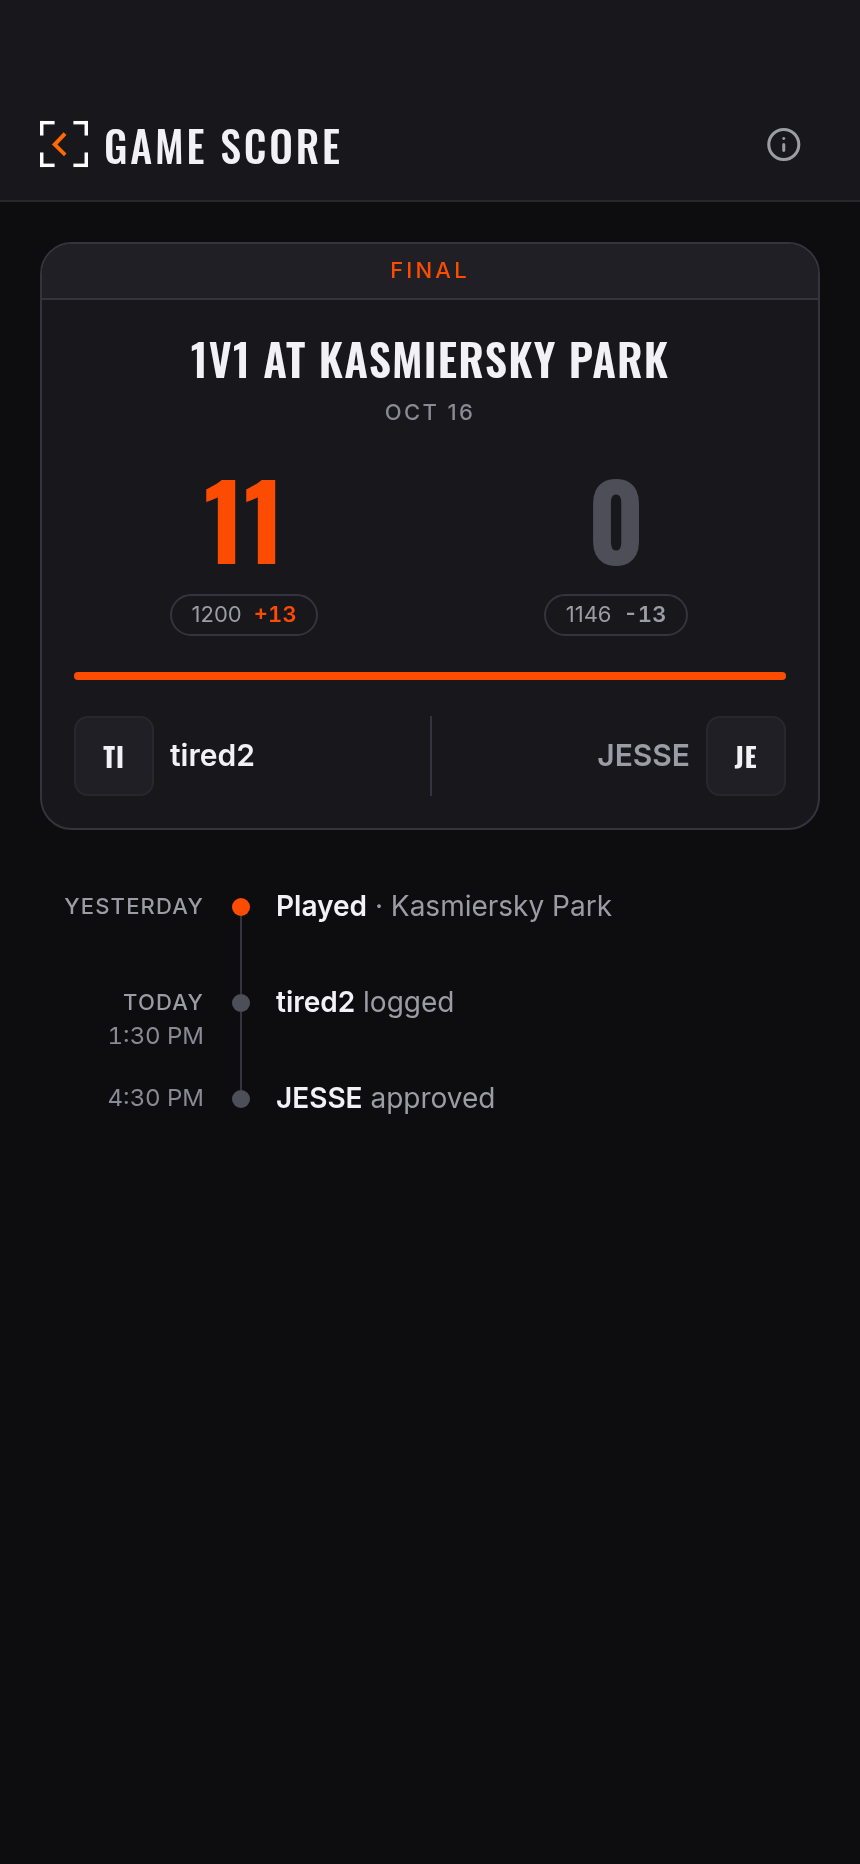 GAME SCORE
FINAL
1V1 AT KASMIERSKY PARK
OCT 16
11 0
1200 +13 1146 -13
TI tired2 JESSE JE
YESTERDAY Played · Kasmiersky Park
TODAY tired2 logged
1:30 PM
4:30 PM JESSE approved